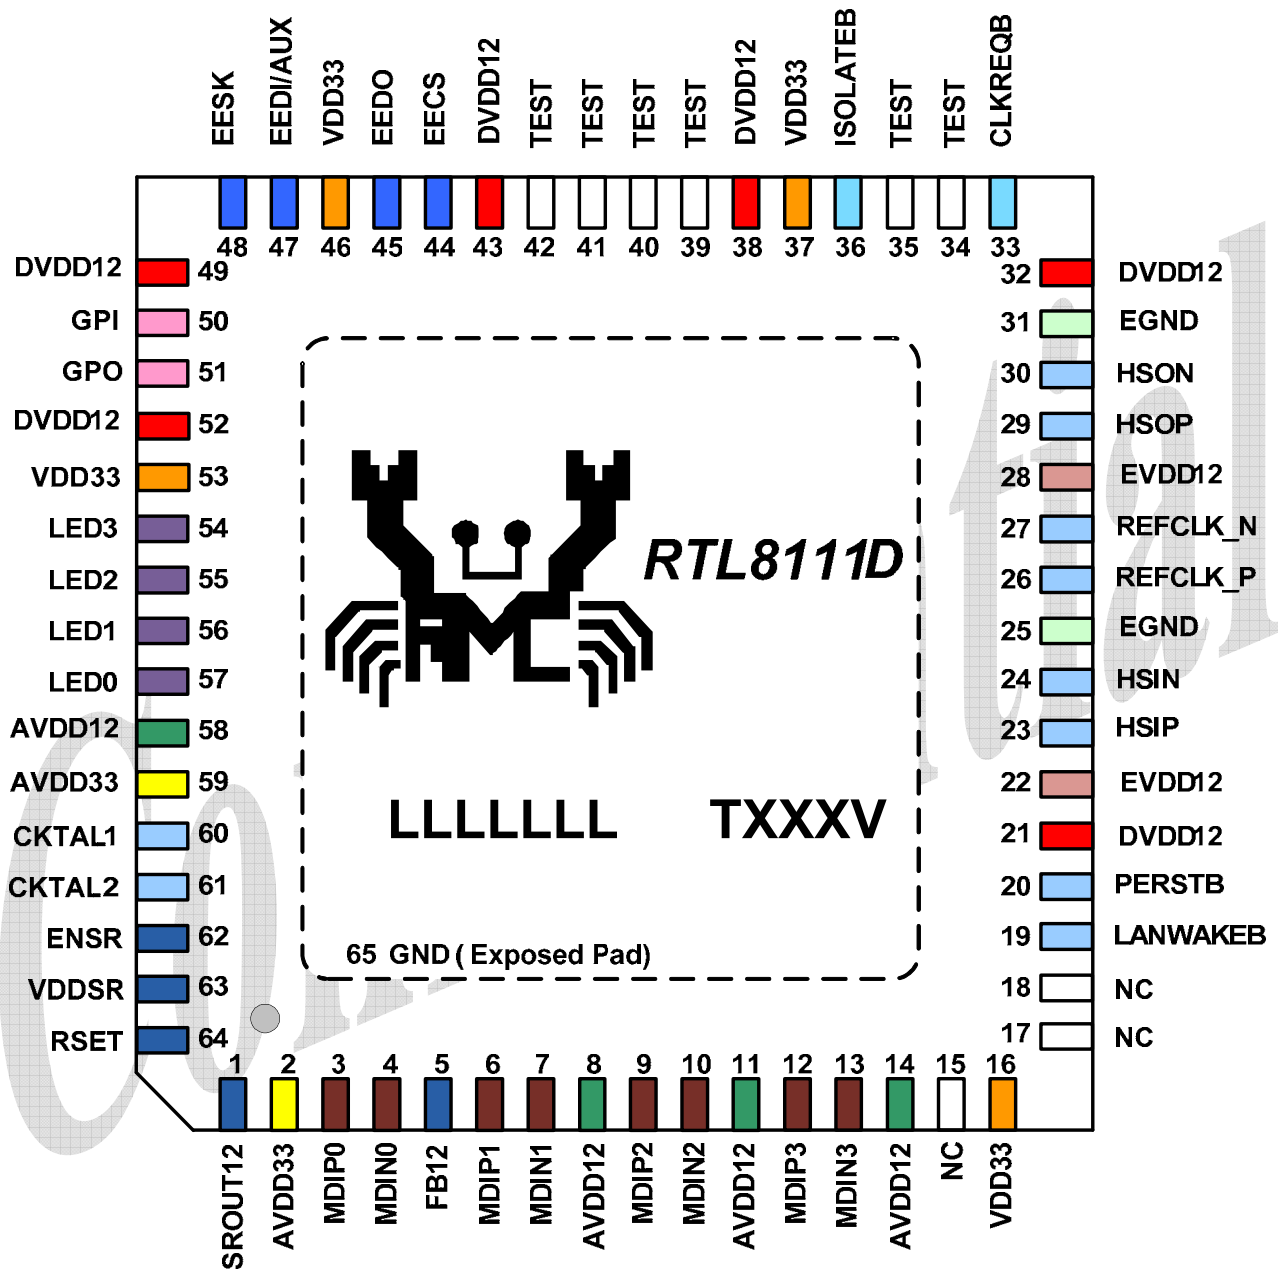 EESK
EEDI/AUX
VDD33
EEDO
EECS
DVDD12
TEST
TEST
TEST
TEST
DVDD12
VDD33
ISOLATEB
TEST
TEST
CLKREQB
48 47 46 45 44 43 42 41 40 39 38 37 36 35 34 33
DVDD12 49
GPI 50
GPO 51
DVDD12 52
VDD33 53
LED3 54
LED2 55
LED1 56
LED0 57
AVDD12 58
AVDD33 59
CKTAL1 60
CKTAL2 61
ENSR 62
VDDSR 63
RSET 64
RTL8111D
LLLLLLL TXXXV
65 GND ( Exposed Pad)
32 DVDD12
31 EGND
30 HSON
29 HSOP
28 EVDD12
27 REFCLK_N
26 REFCLK_P
25 EGND
24 HSIN
23 HSIP
22 EVDD12
21 DVDD12
20 PERSTB
19 LANWAKEB
18 NC
17 NC
1 2 3 4 5 6 7 8 9 10 11 12 13 14 15 16
SROUT12
AVDD33
MDIP0
MDIN0
FB12
MDIP1
MDIN1
AVDD12
MDIP2
MDIN2
AVDD12
MDIP3
MDIN3
AVDD12
NC
VDD33